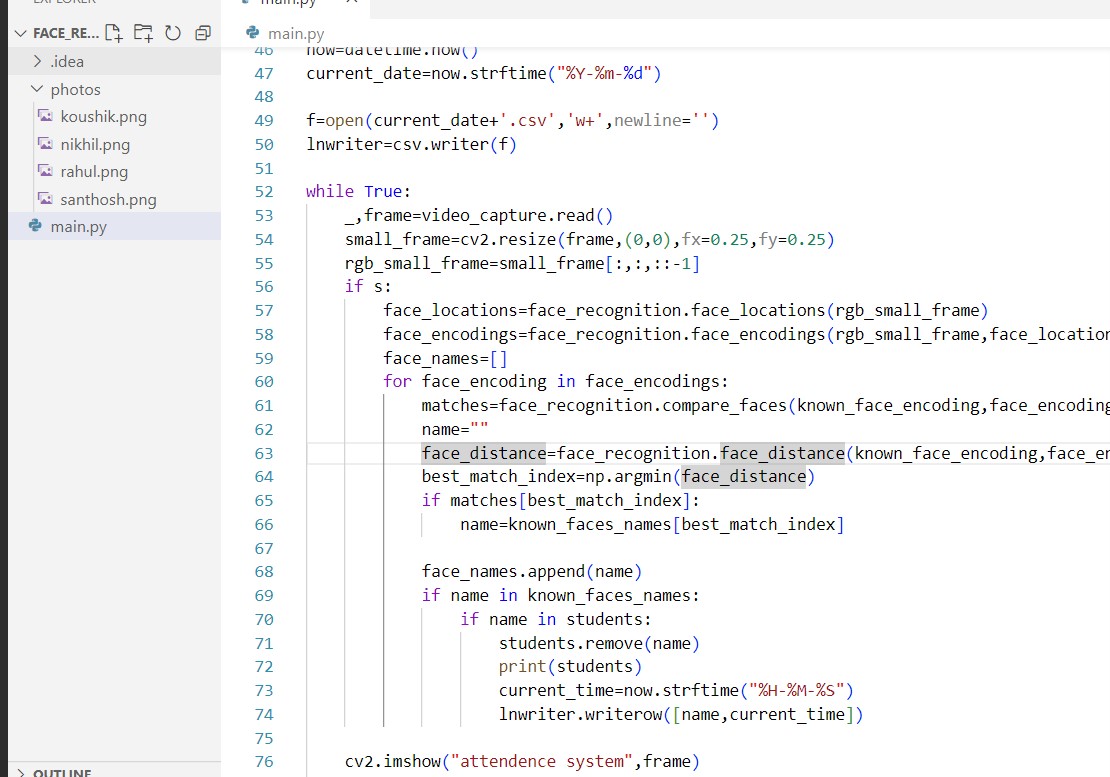 EXPLORER
main.py
FACE_RE...
main.py
.idea
photos
koushik.png
nikhil.png
rahul.png
santhosh.png
main.py
OUTLINE
46 now=datetime.now()
47 current_date=now.strftime("%Y-%m-%d")
48
49 f=open(current_date+'.csv','w+',newline='')
50 lnwriter=csv.writer(f)
51
52 while True:
53 _,frame=video_capture.read()
54 small_frame=cv2.resize(frame,(0,0),fx=0.25,fy=0.25)
55 rgb_small_frame=small_frame[:,:,::-1]
56 if s:
57 face_locations=face_recognition.face_locations(rgb_small_frame)
58 face_encodings=face_recognition.face_encodings(rgb_small_frame,face_location
59 face_names=[]
60 for face_encoding in face_encodings:
61 matches=face_recognition.compare_faces(known_face_encoding,face_encoding
62 name=""
63 face_distance=face_recognition.face_distance(known_face_encoding,face_en
64 best_match_index=np.argmin(face_distance)
65 if matches[best_match_index]:
66 name=known_faces_names[best_match_index]
67
68 face_names.append(name)
69 if name in known_faces_names:
70 if name in students:
71 students.remove(name)
72 print(students)
73 current_time=now.strftime("%H-%M-%S")
74 lnwriter.writerow([name,current_time])
75
76 cv2.imshow("attendence system",frame)